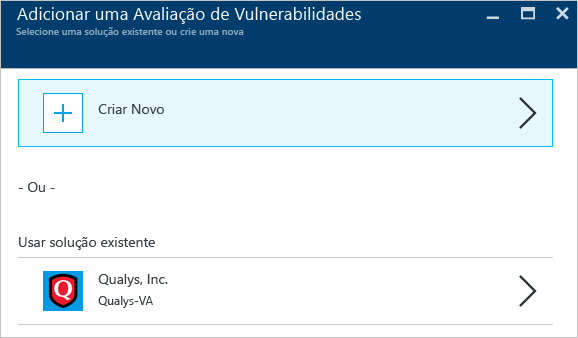 Adicionar uma Avaliação de Vulnerabilidades
Selecione uma solução existente ou crie uma nova
Criar Novo
- Ou -
Usar solução existente
Q
Qualys, Inc.
Qualys-VA